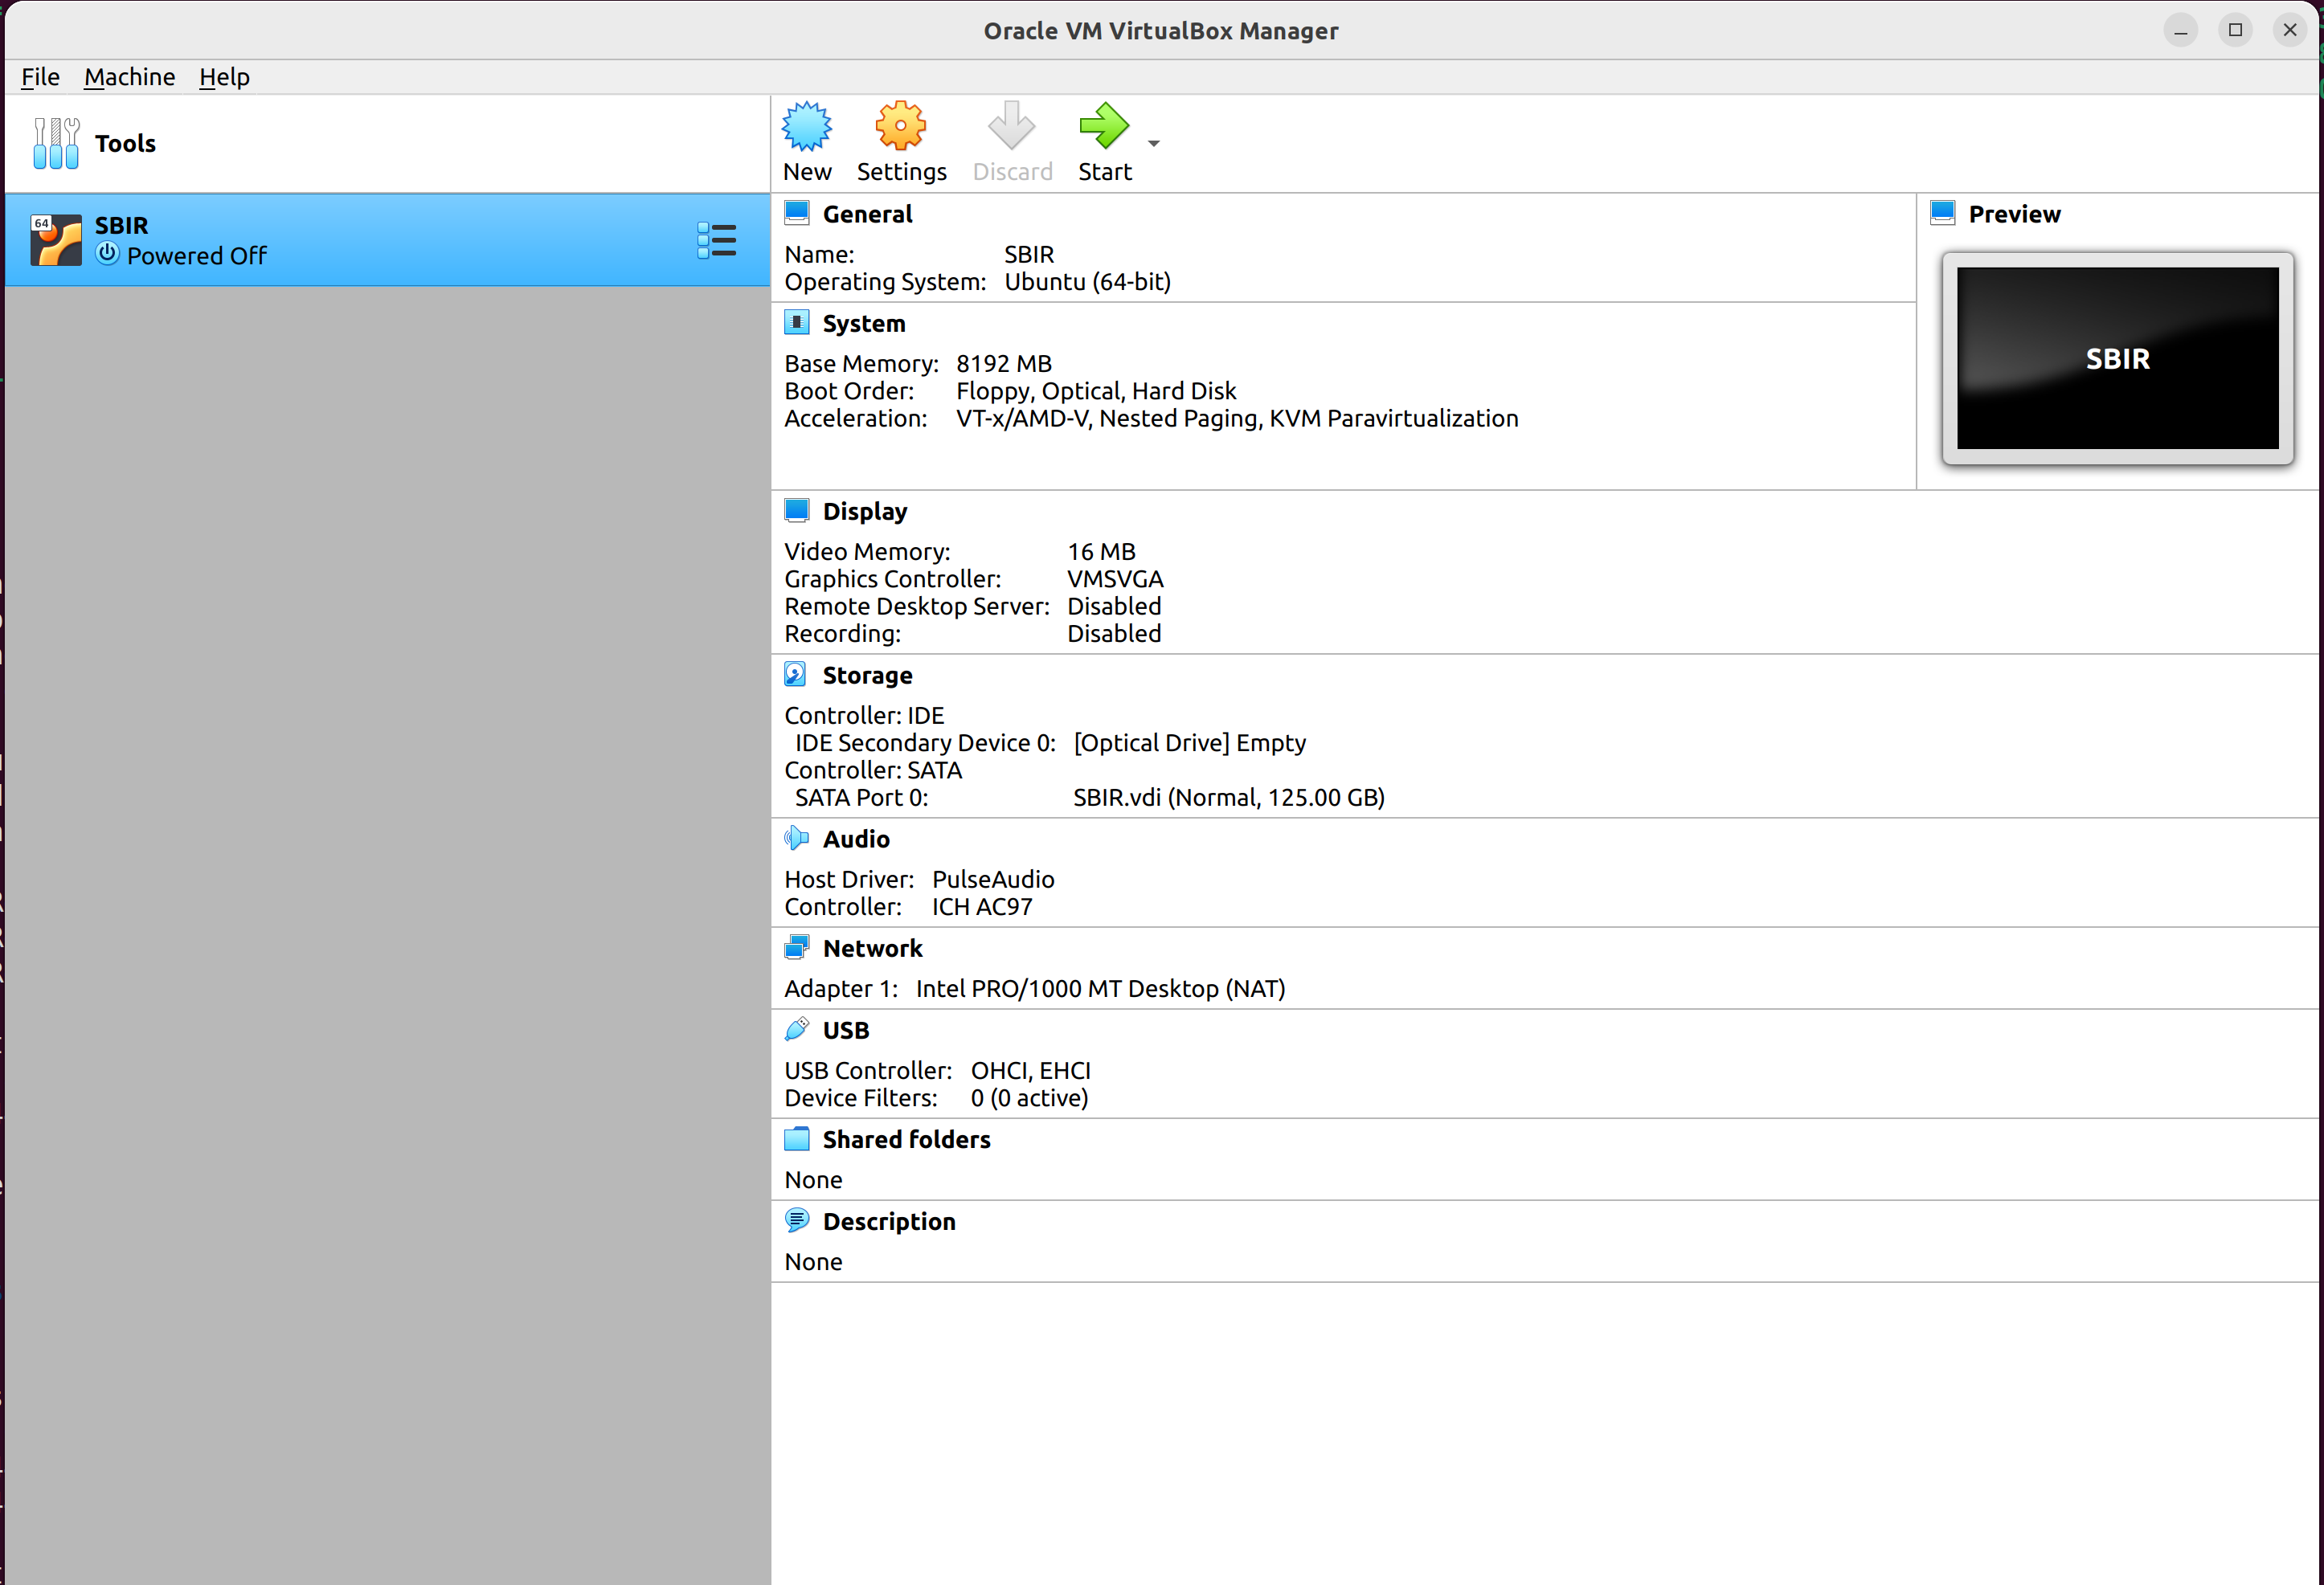 Oracle VM VirtualBox Manager
File Machine Help
Tools
New Settings Discard Start
64
SBIR
Powered Off
General
Name: SBIR
Operating System: Ubuntu (64-bit)
Preview
SBIR
System
Base Memory: 8192 MB
Boot Order: Floppy, Optical, Hard Disk
Acceleration: VT-x/AMD-V, Nested Paging, KVM Paravirtualization
Display
Video Memory: 16 MB
Graphics Controller: VMSVGA
Remote Desktop Server: Disabled
Recording: Disabled
Storage
Controller: IDE
IDE Secondary Device 0: [Optical Drive] Empty
Controller: SATA
SATA Port 0: SBIR.vdi (Normal, 125.00 GB)
Audio
Host Driver: PulseAudio
Controller: ICH AC97
Network
Adapter 1: Intel PRO/1000 MT Desktop (NAT)
USB
USB Controller: OHCI, EHCI
Device Filters: 0 (0 active)
Shared folders
None
Description
None